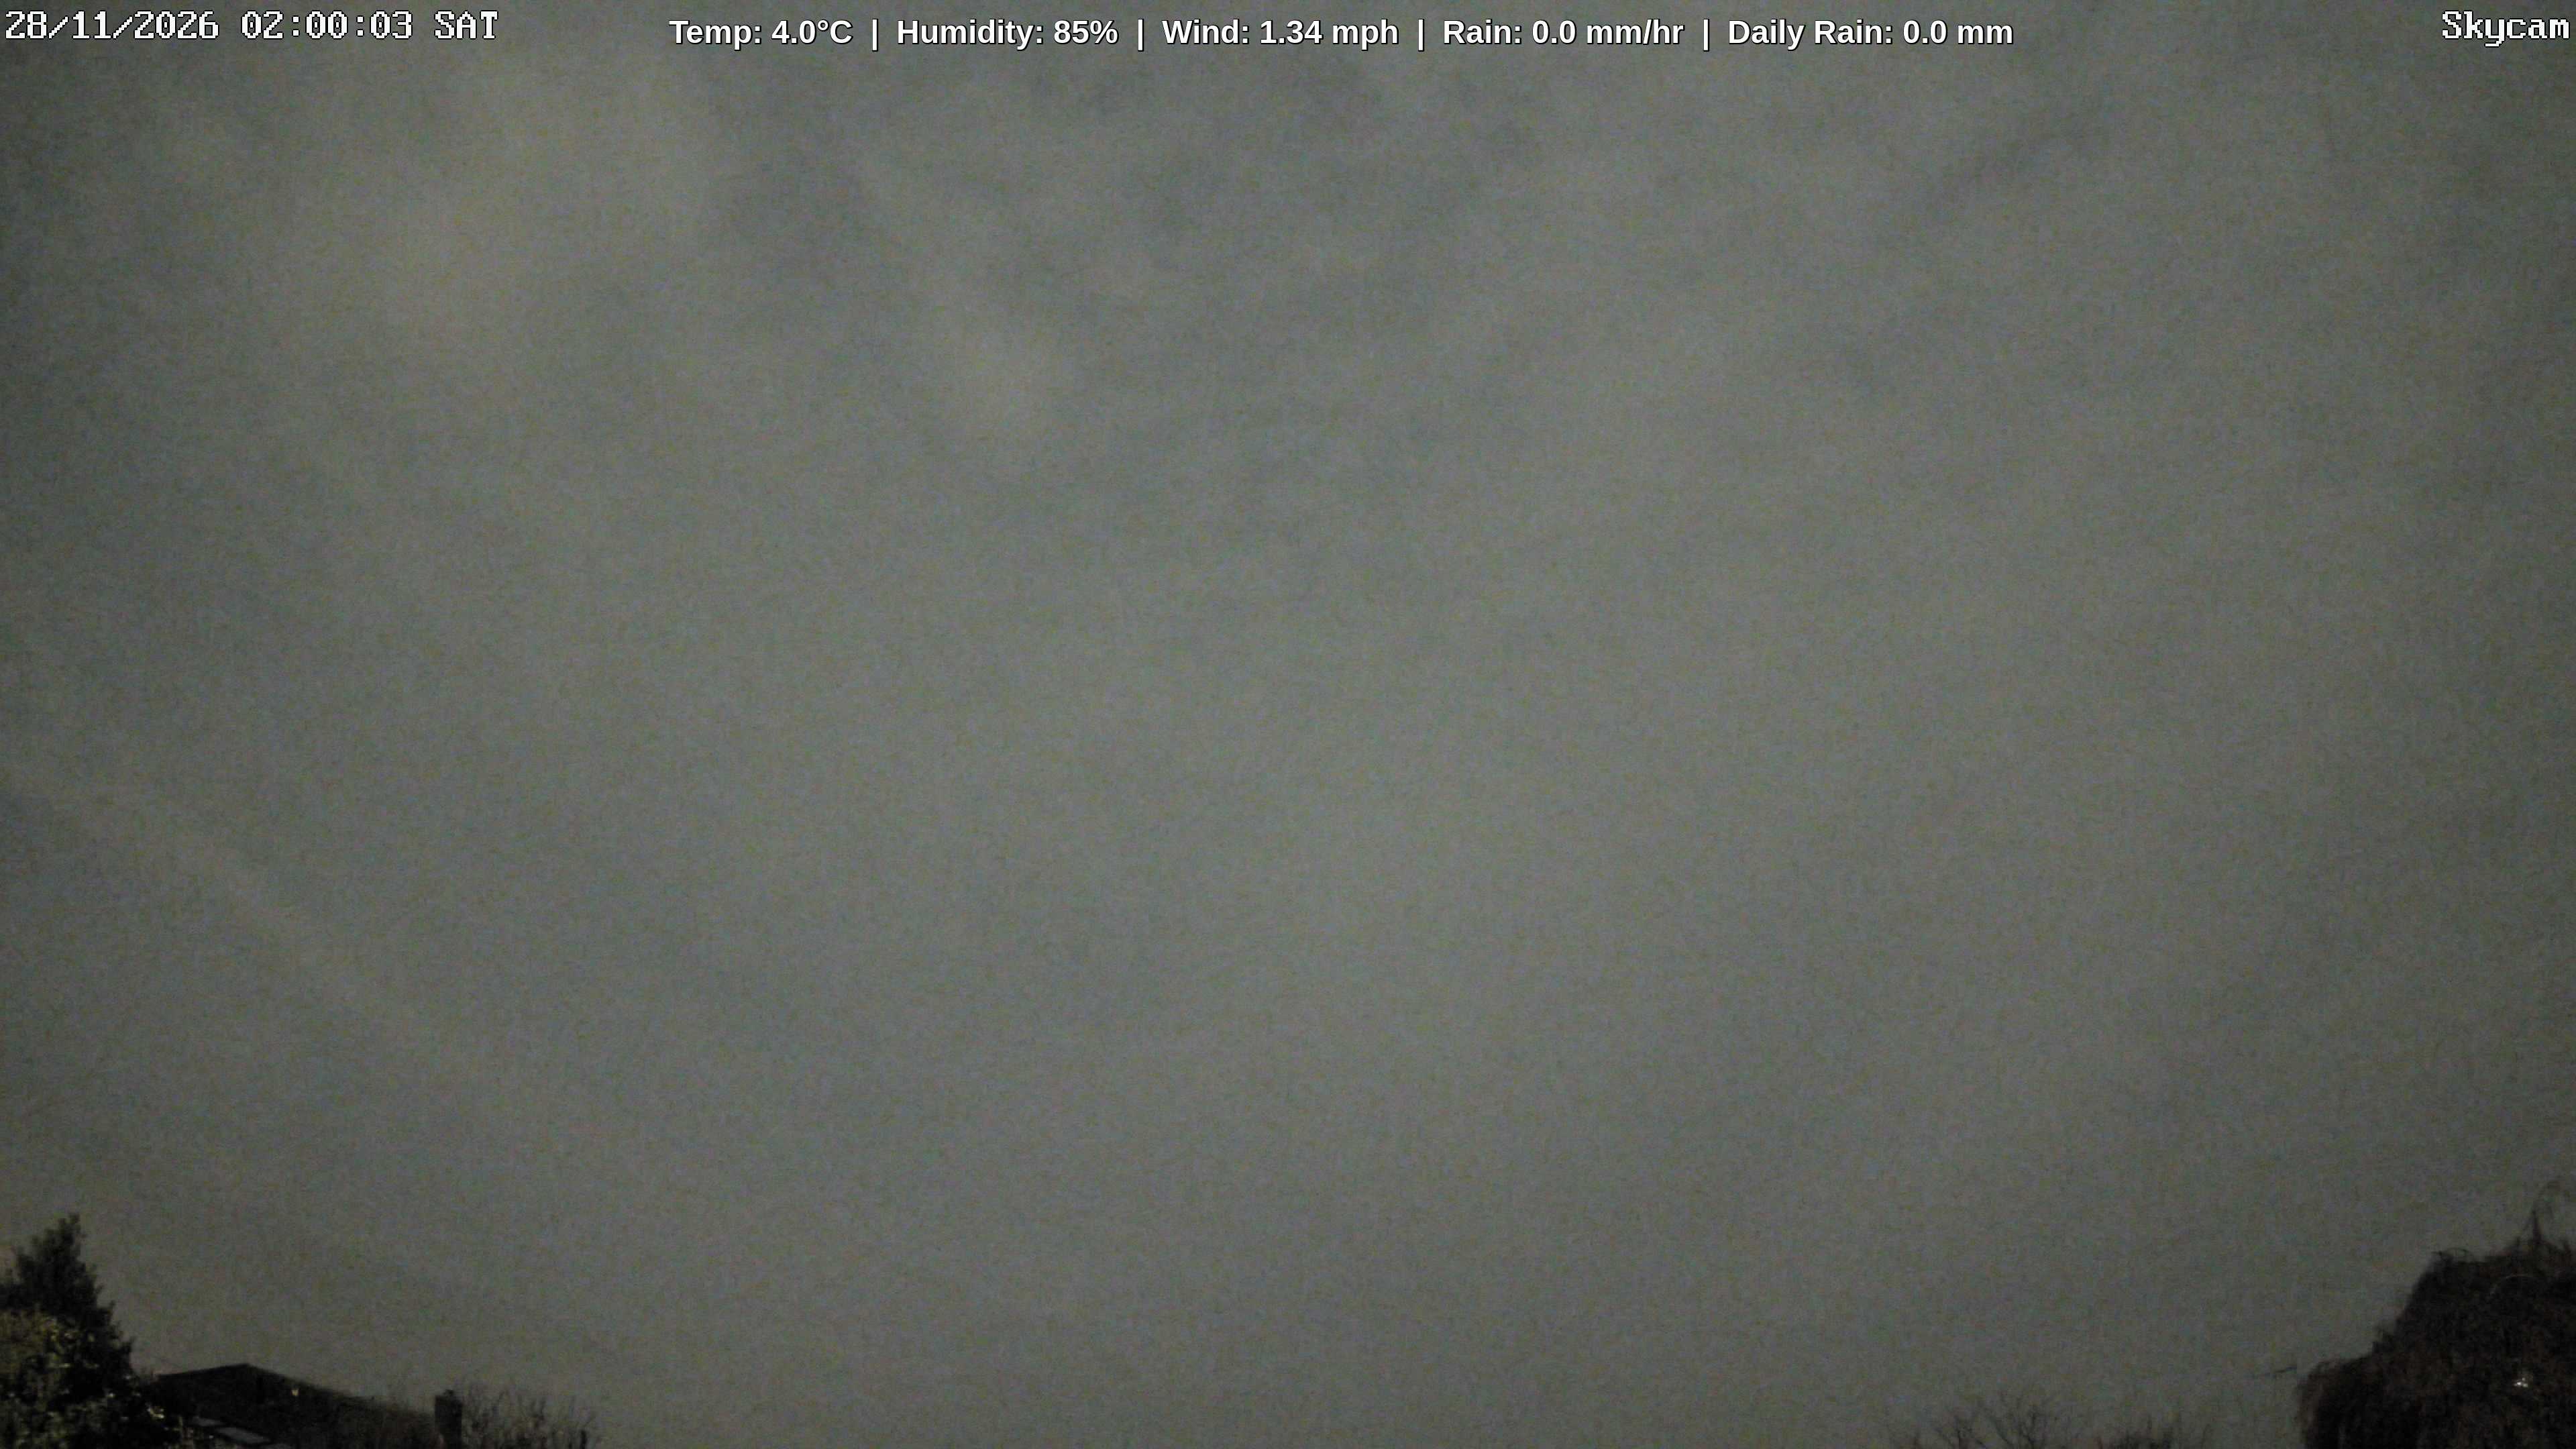 28/11/2026 02:00:03 SAT
Temp: 4.0°C | Humidity: 85% | Wind: 1.34 mph | Rain: 0.0 mm/hr | Daily Rain: 0.0 mm
Skycam